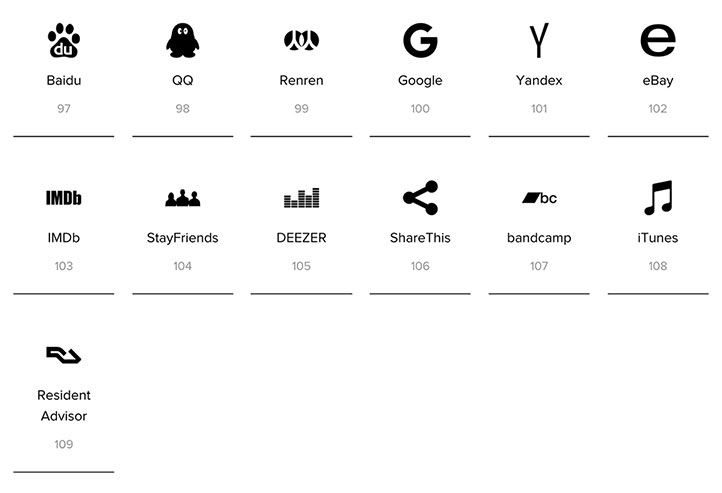 du
Baidu
QQ
Renren
Google
Yandex
eBay
97
98
99
100
101
102
IMDb
bc
IMDb
StayFriends
DEEZER
ShareThis
bandcamp
iTunes
103
104
105
106
107
108
Resident
Advisor
109